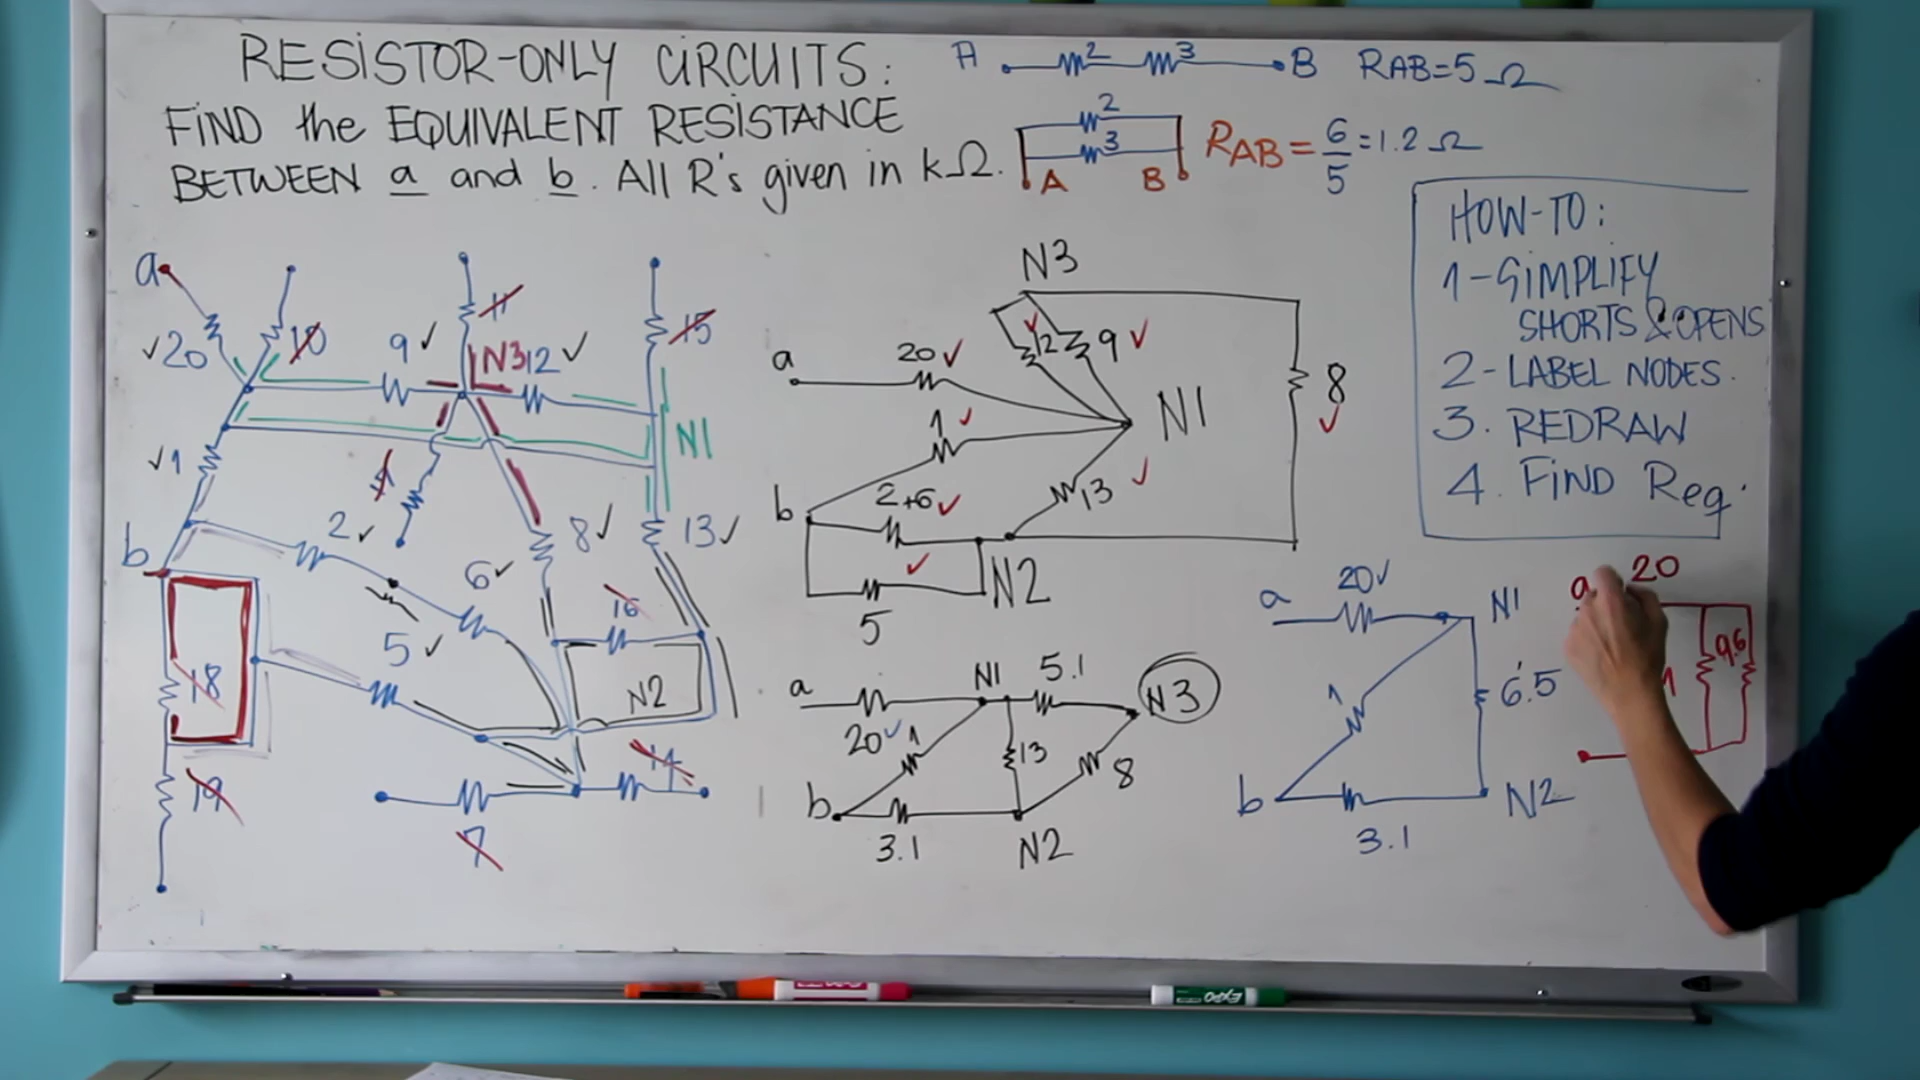 RESISTOR-ONLY CIRCUITS:
FIND the EQUIVALENT RESISTANCE
BETWEEN a and b. All R's given in kΩ.
A 2 3 B RAB=5Ω
2
3
A B
RAB = 6/5 = 1.2 Ω
HOW-TO:
1-SIMPLIFY
SHORTS & OPENS
2-LABEL NODES.
3. REDRAW
4. FIND Req.
a
✓20
10
9 ✓
11
N3
12 ✓
15
N1
✓1
2 ✓
8 ✓
13 ✓
b
6 ✓
16
5 ✓
18
N2
19
14
7
N3
a
20 ✓
12 ✓
9 ✓
8 ✓
1 ✓
N1
2+6 ✓
13 ✓
b
✓
N2
5
a
N1
5.1
N3
20 ✓
1
13
8
b
3.1
N2
a
20 ✓
N1
1
6.5
b
3.1
N2
a
20
1
9.6